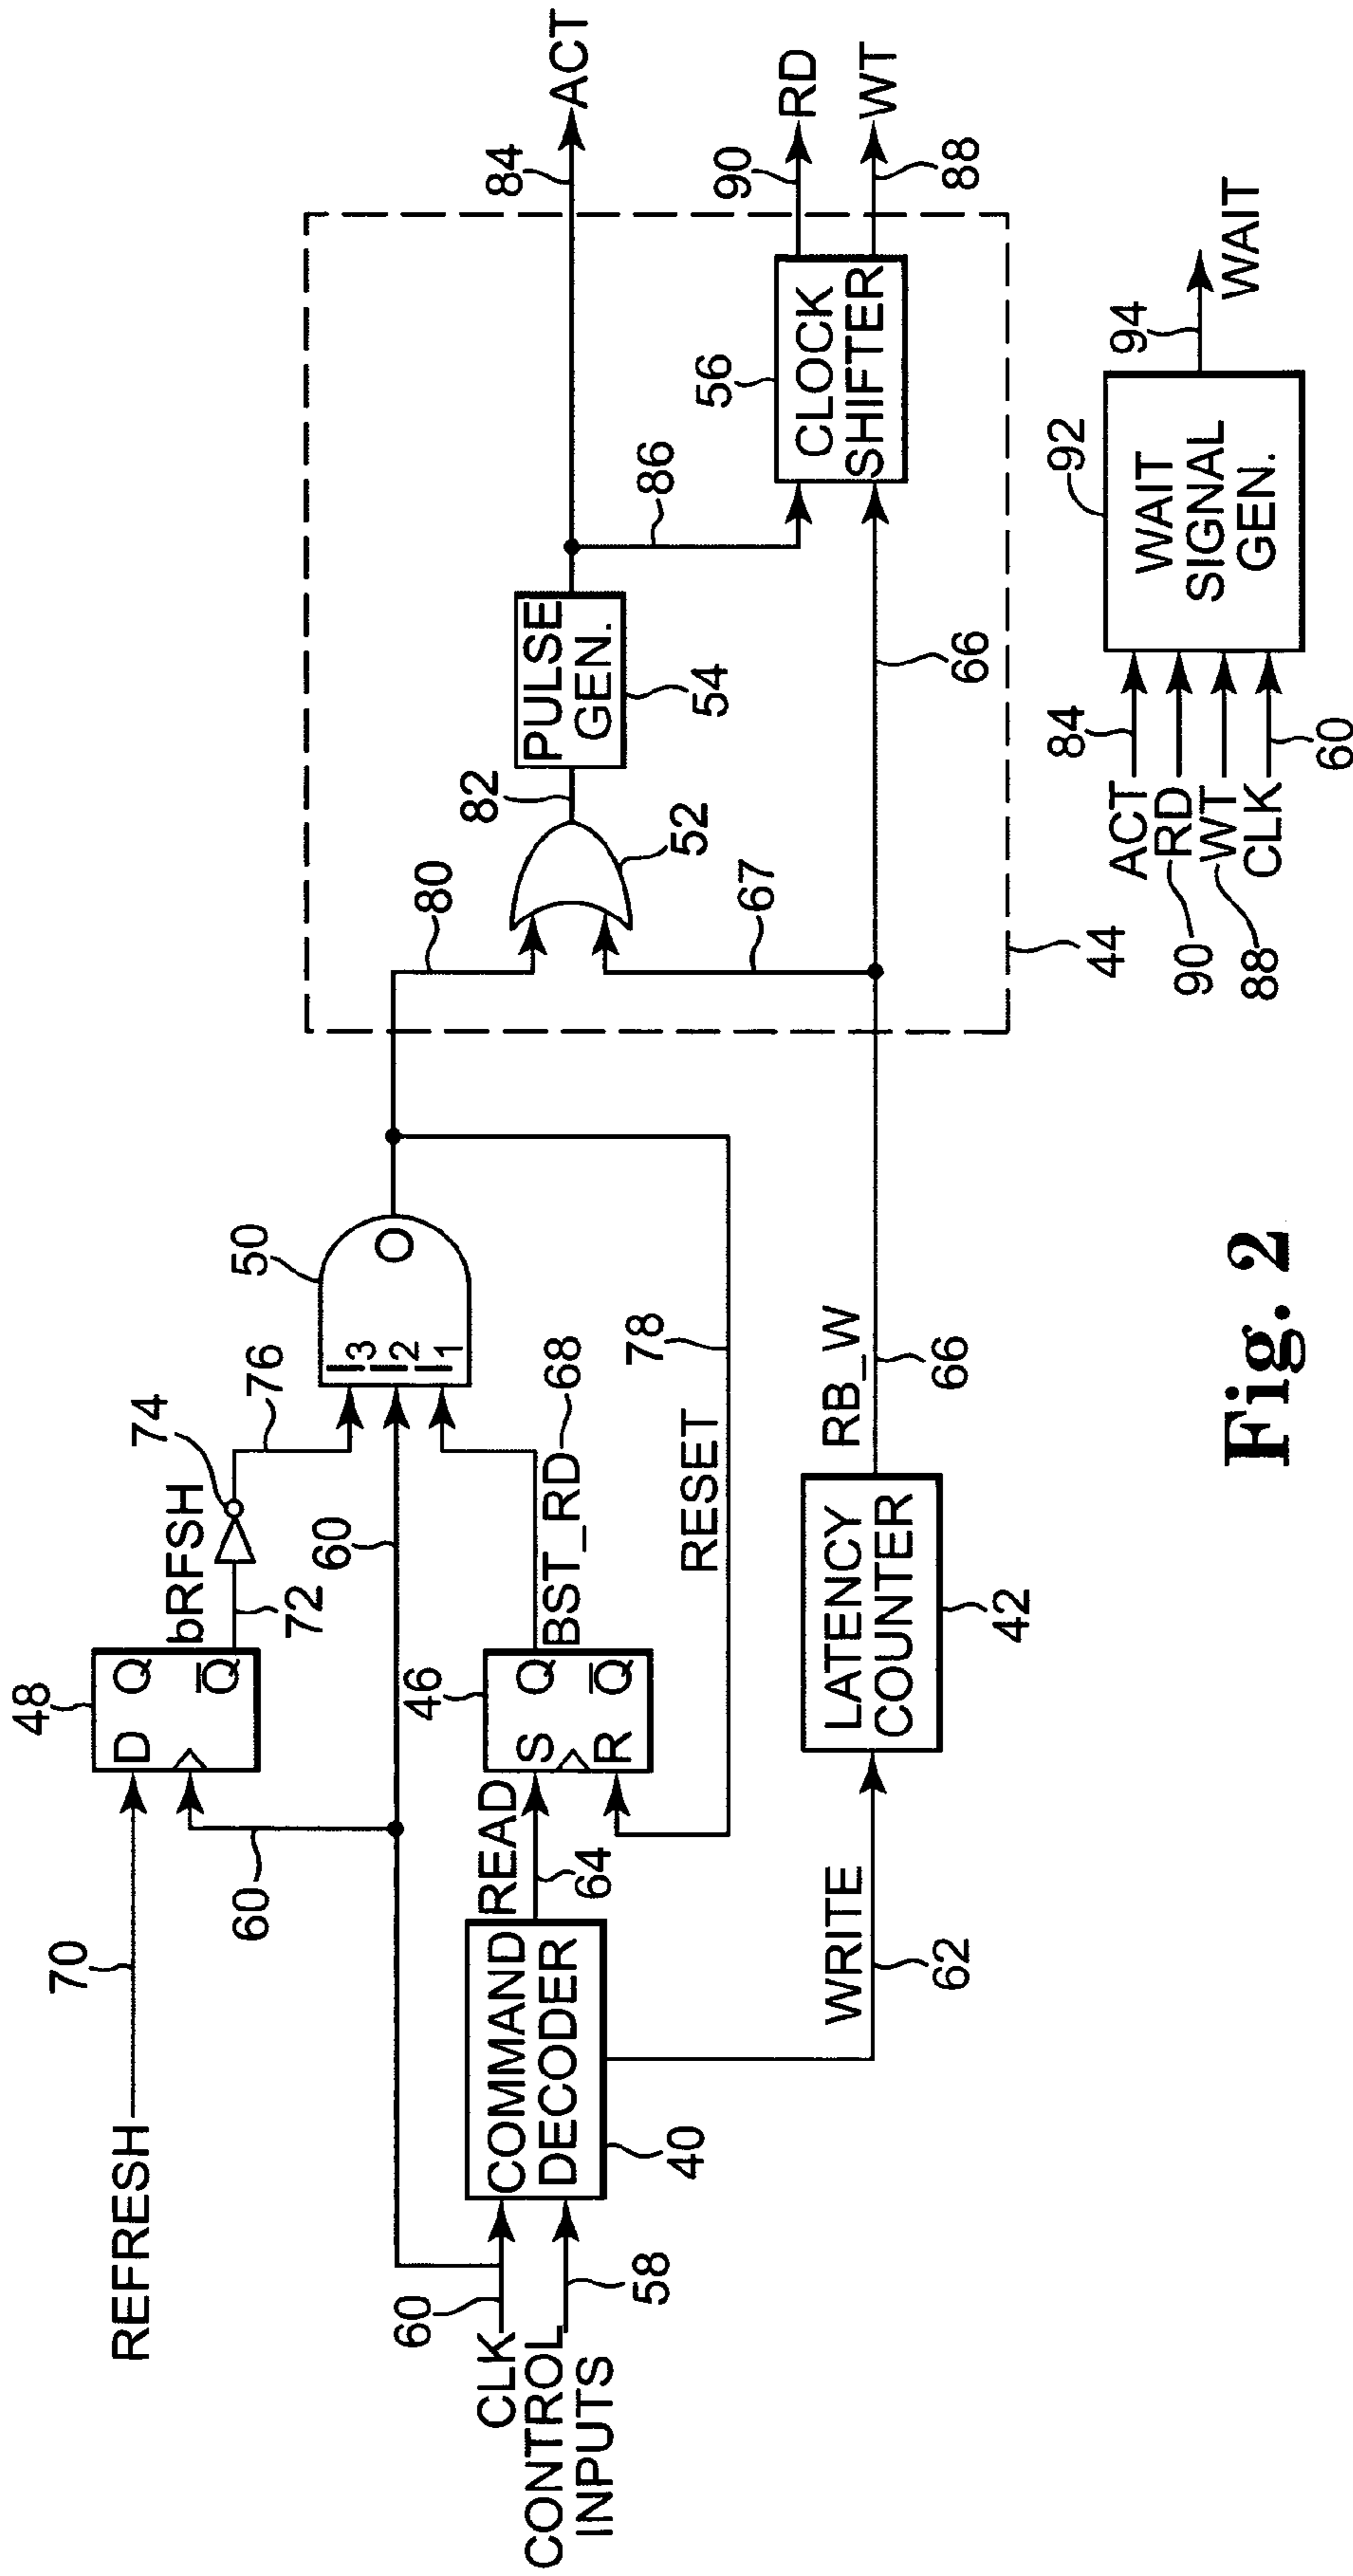 REFRESH
70
48
D Q
Q
bRFSH
72
74
76
60
60
50
I3
I2
I1
O
CLK
60
CONTROL
INPUTS
58
COMMAND
DECODER
40
READ
64
46
S Q
R Q
BST_RD
68
RESET
78
WRITE
62
LATENCY
COUNTER
42
RB_W
66
80
67
52
82
PULSE
GEN.
54
84
ACT
86
56
CLOCK
SHIFTER
66
90
RD
WT
88
44
ACT
84
RD
90
WT
88
CLK
60
92
WAIT
SIGNAL
GEN.
94
WAIT
Fig. 2